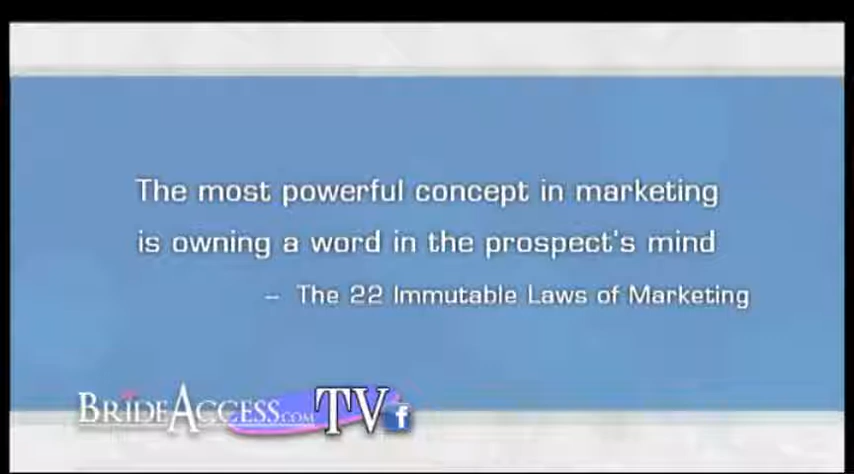 The most powerful concept in marketing
is owning a word in the prospect's mind
– The 22 Immutable Laws of Marketing
BRIDEACCESS.COM TV f